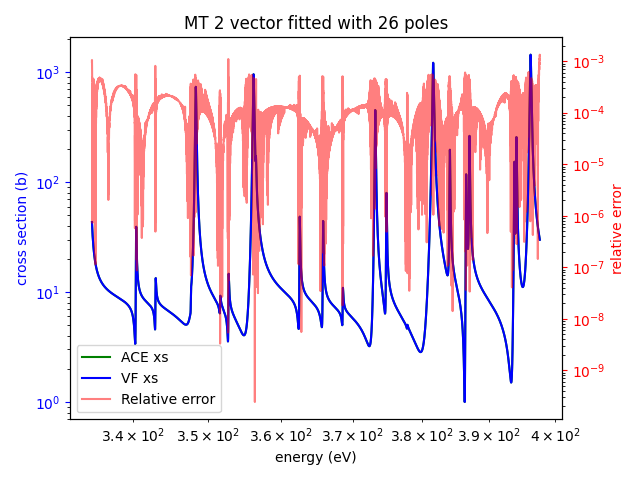 MT 2 vector fitted with 26 poles
cross section (b)
10³
10²
10¹
10⁰
10⁻³
10⁻⁴
10⁻⁵
10⁻⁶
10⁻⁷
10⁻⁸
10⁻⁹
relative error
ACE xs
VF xs
Relative error
3.4 × 10² 3.5 × 10² 3.6 × 10² 3.7 × 10² 3.8 × 10² 3.9 × 10² 4 × 10²
energy (eV)